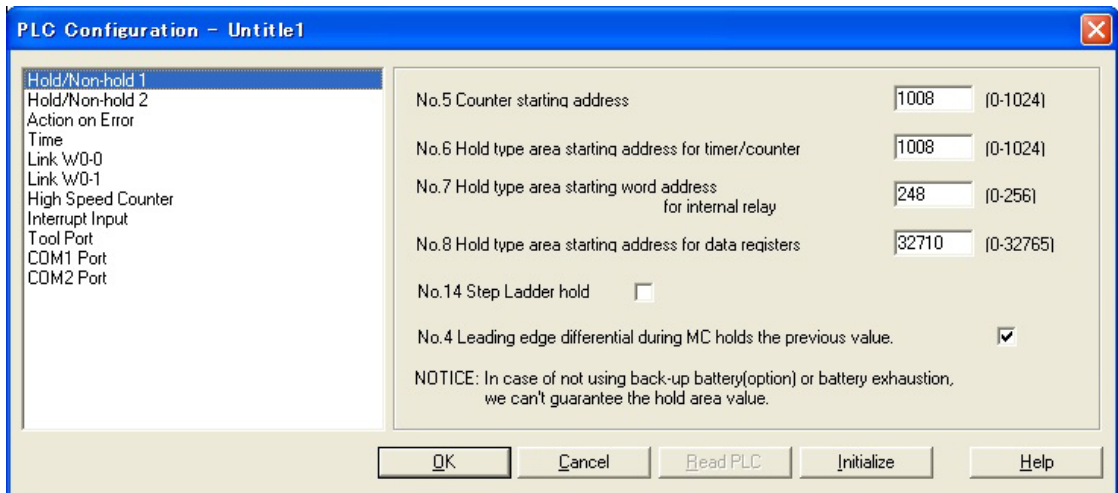 PLC Configuration - Untitle1
Hold/Non-hold 1
Hold/Non-hold 2
Action on Error
Time
Link W0-0
Link W0-1
High Speed Counter
Interrupt Input
Tool Port
COM1 Port
COM2 Port
No.5 Counter starting address 1008 (0-1024)
No.6 Hold type area starting address for timer/counter 1008 (0-1024)
No.7 Hold type area starting word address
for internal relay 248 (0-256)
No.8 Hold type area starting address for data registers 32710 (0-32765)
No.14 Step Ladder hold
No.4 Leading edge differential during MC holds the previous value.
NOTICE: In case of not using back-up battery(option) or battery exhaustion,
we can't guarantee the hold area value.
OK Cancel Read PLC Initialize Help